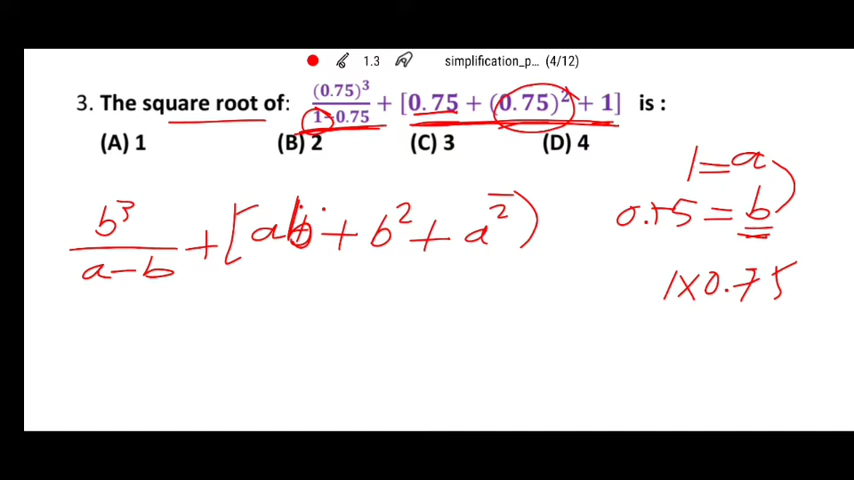 1.3 simplification_p... (4/12)
3. The square root of: (0.75)³/1−0.75 + [0.75 + (0.75)² + 1] is :
(A) 1 (B) 2 (C) 3 (D) 4
1 = a
0.75 = b
b³/a−b + [ab + b² + a²)
1×0.75